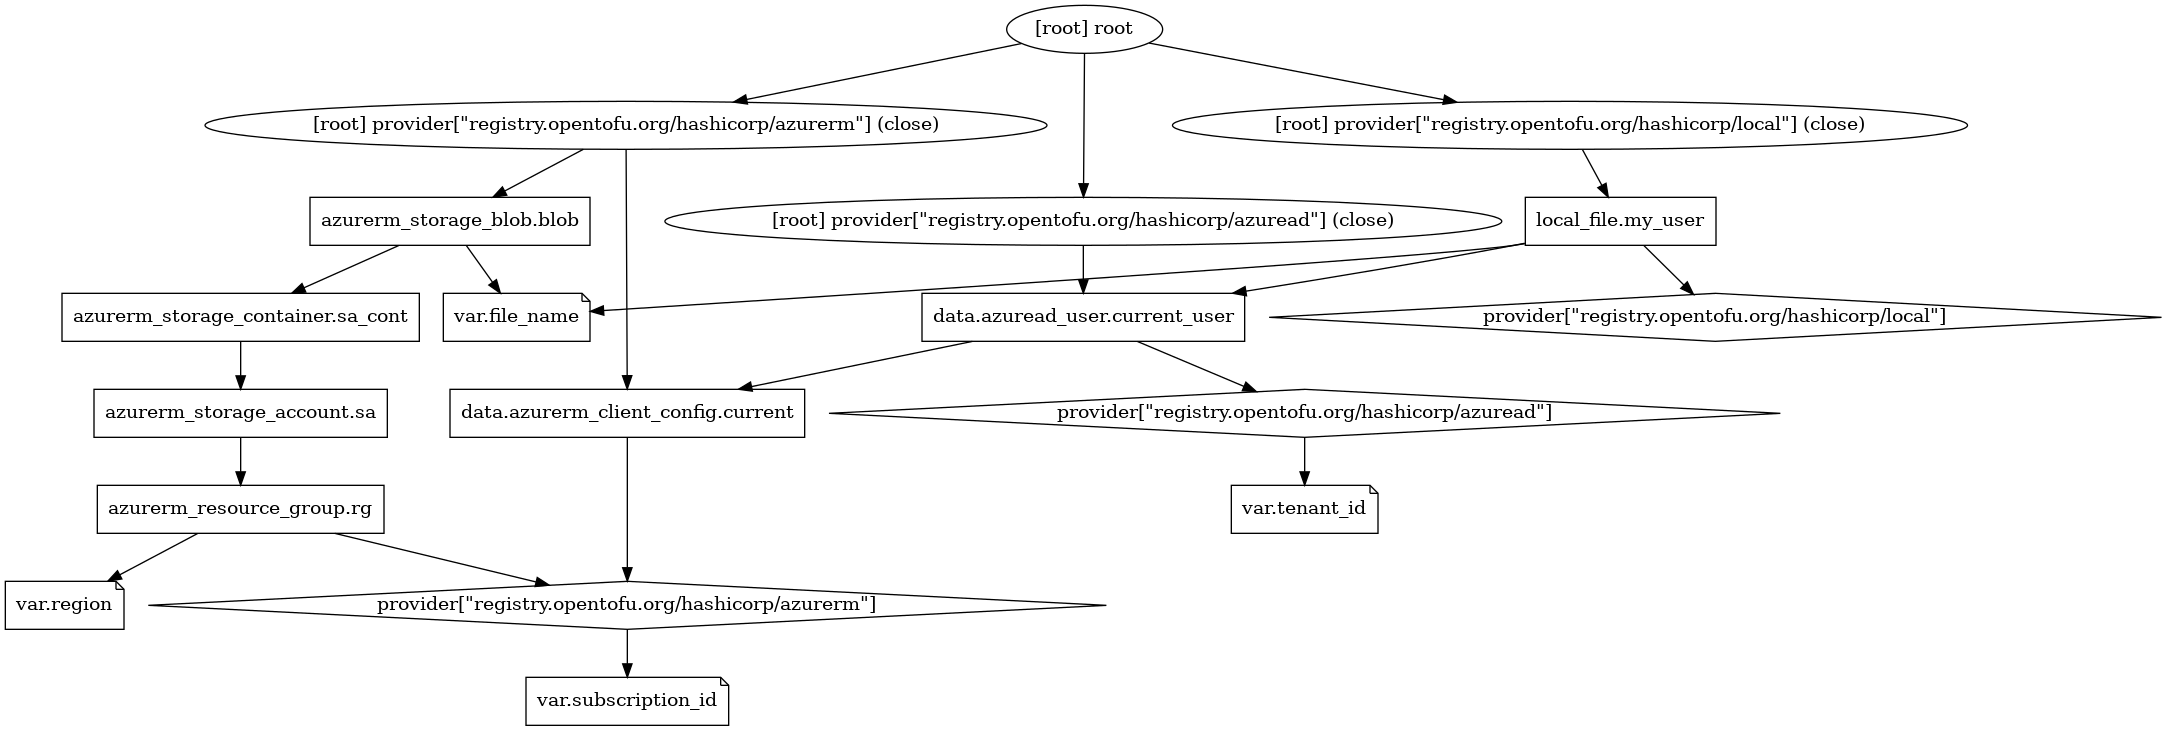 [root] root
[root] provider["registry.opentofu.org/hashicorp/azurerm"] (close)
[root] provider["registry.opentofu.org/hashicorp/local"] (close)
azurerm_storage_blob.blob
[root] provider["registry.opentofu.org/hashicorp/azuread"] (close)
local_file.my_user
azurerm_storage_container.sa_cont
var.file_name
data.azuread_user.current_user
provider["registry.opentofu.org/hashicorp/local"]
azurerm_storage_account.sa
data.azurerm_client_config.current
provider["registry.opentofu.org/hashicorp/azuread"]
azurerm_resource_group.rg
var.tenant_id
var.region
provider["registry.opentofu.org/hashicorp/azurerm"]
var.subscription_id